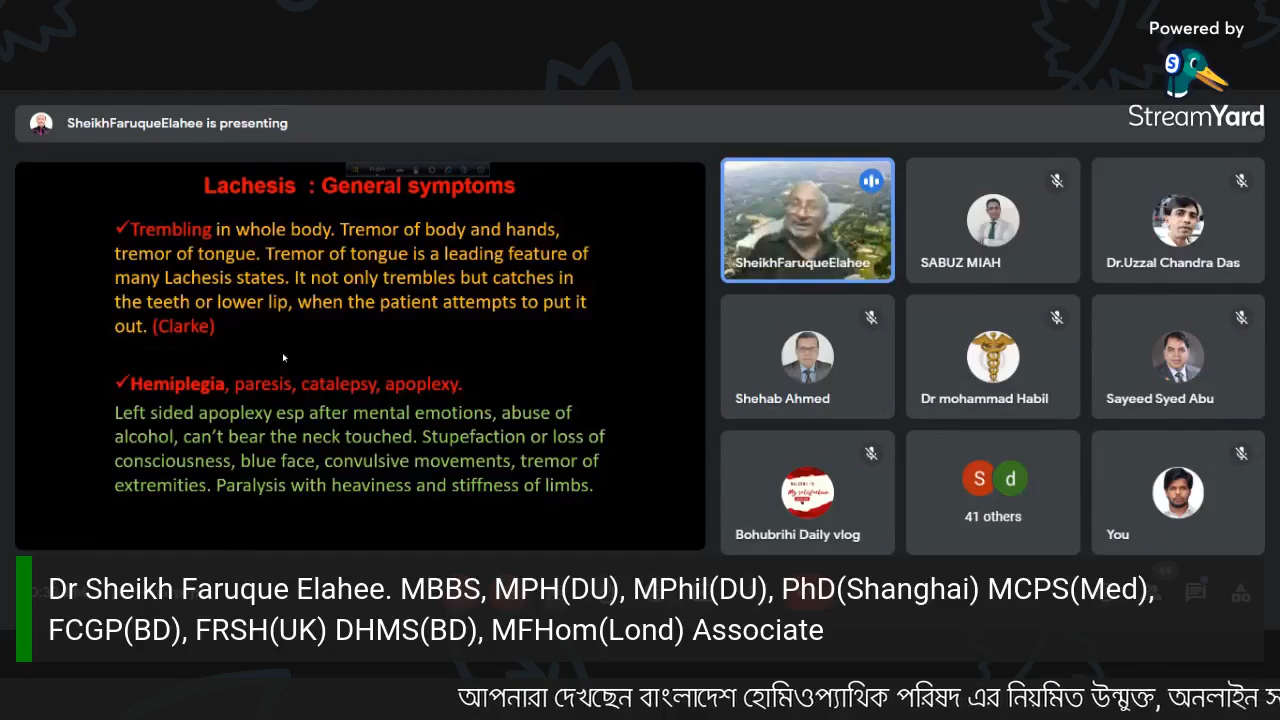 Powered by
StreamYard
SheikhFaruqueElahee is presenting
Lachesis : General symptoms
✓Trembling in whole body. Tremor of body and hands,
tremor of tongue. Tremor of tongue is a leading feature of
many Lachesis states. It not only trembles but catches in
the teeth or lower lip, when the patient attempts to put it
out. (Clarke)
✓Hemiplegia, paresis, catalepsy, apoplexy.
Left sided apoplexy esp after mental emotions, abuse of
alcohol, can't bear the neck touched. Stupefaction or loss of
consciousness, blue face, convulsive movements, tremor of
extremities. Paralysis with heaviness and stiffness of limbs.
SheikhFaruqueElahee
SABUZ MIAH
Dr.Uzzal Chandra Das
Shehab Ahmed
Dr mohammad Habil
Sayeed Syed Abu
Bohubrihi Daily vlog
S d
41 others
You
Dr Sheikh Faruque Elahee. MBBS, MPH(DU), MPhil(DU), PhD(Shanghai) MCPS(Med),
FCGP(BD), FRSH(UK) DHMS(BD), MFHom(Lond) Associate
আপনারা দেখছেন বাংলাদেশ হোমিওপ্যাথিক পরিষদ এর নিয়মিত উন্মুক্ত, অনলাইন